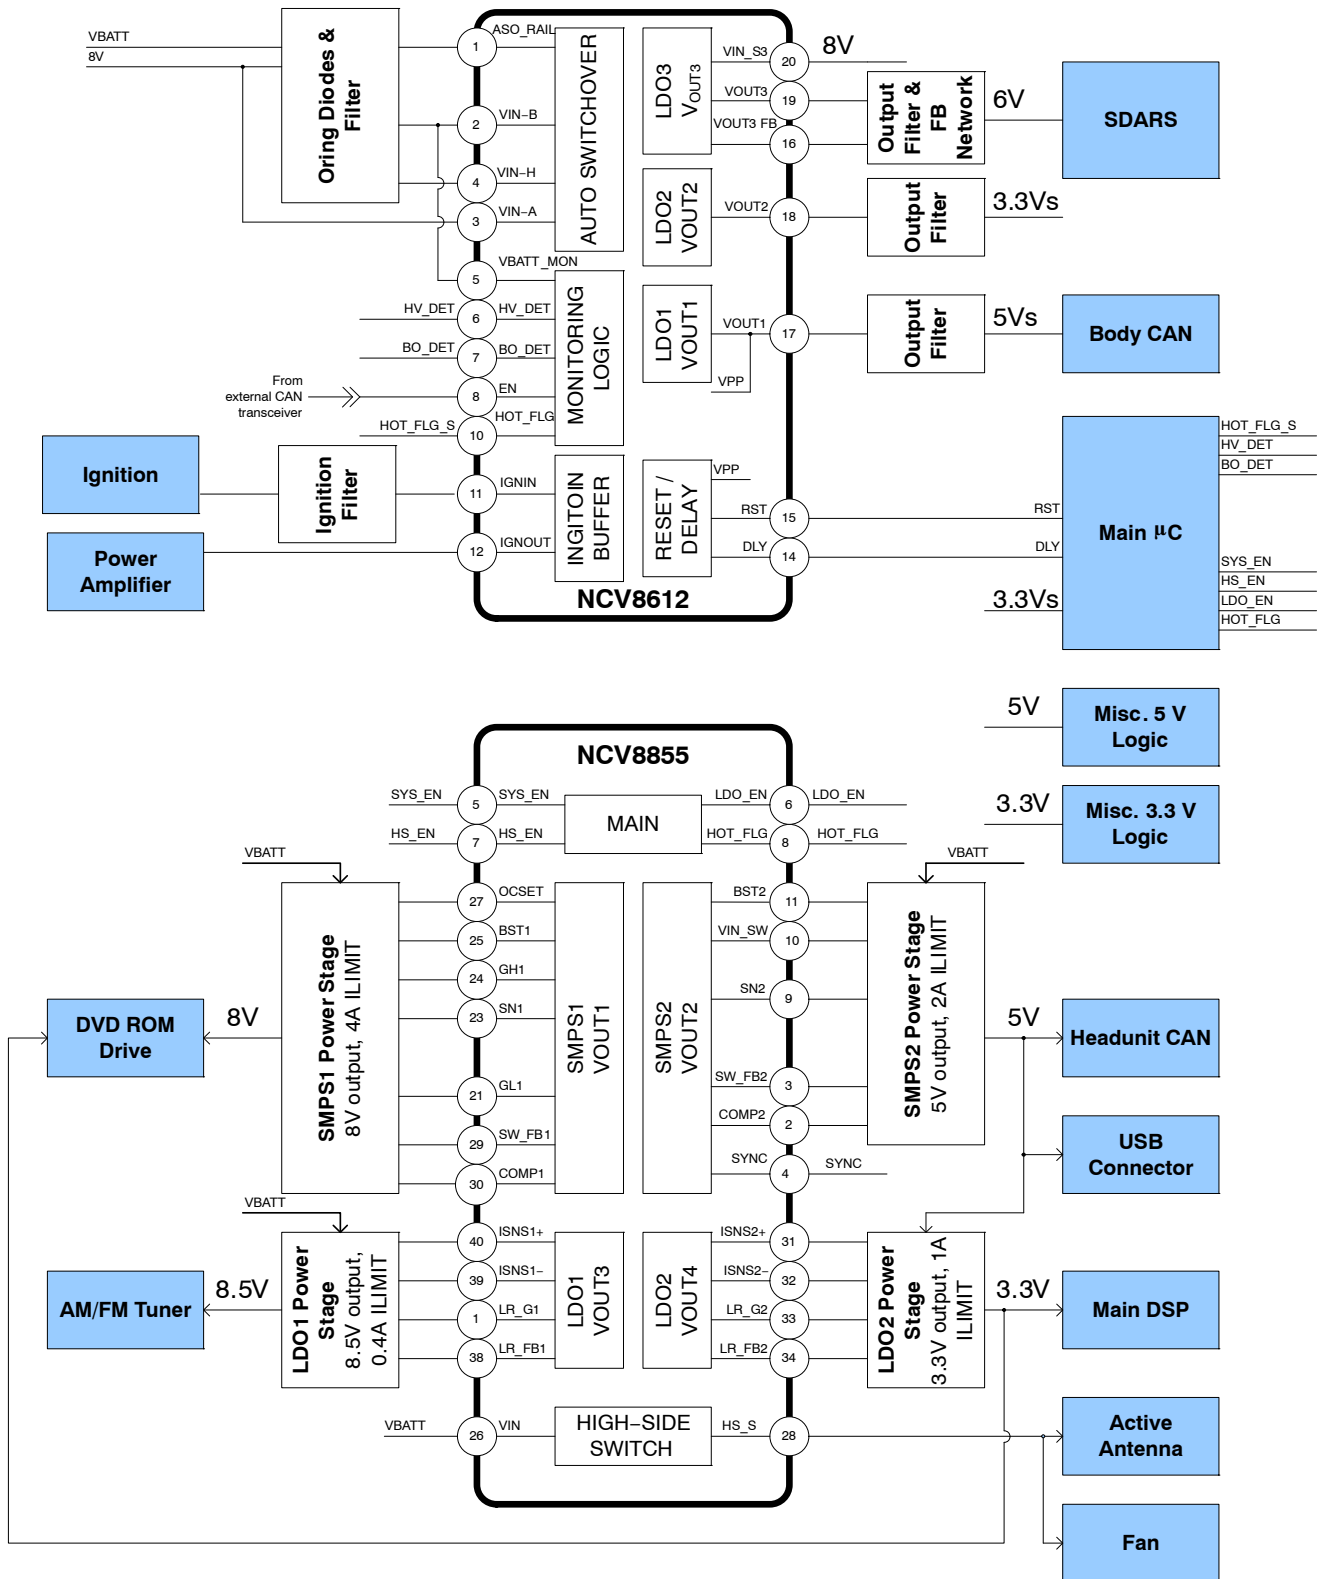 VBATT
8V
Oring Diodes &
Filter
1
ASO_RAIL
2
VIN-B
4
VIN-H
3
VIN-A
AUTO SWITCHOVER
5
VBATT_MON
HV_DET
6
HV_DET
BO_DET
7
BO_DET
From
external CAN
transceiver
8
EN
HOT_FLG_S
10
HOT_FLG
MONITORING
LOGIC
Ignition
Ignition
Filter
11
IGNIN
Power
Amplifier
12
IGNOUT
INGITOIN
BUFFER
LDO3
VOUT3
VIN_S3
20
8V
VOUT3
19
VOUT3 FB
16
Output
Filter &
FB
Network
6V
SDARS
LDO2
VOUT2
VOUT2
18
Output
Filter
3.3Vs
LDO1
VOUT1
VOUT1
17
VPP
Output
Filter
5Vs
Body CAN
RESET /
DELAY
VPP
RST
15
RST
DLY
14
DLY
3.3Vs
Main µC
HOT_FLG_S
HV_DET
BO_DET
SYS_EN
HS_EN
LDO_EN
HOT_FLG
NCV8612
5V
Misc. 5 V
Logic
3.3V
Misc. 3.3 V
Logic
NCV8855
SYS_EN
5
SYS_EN
HS_EN
7
HS_EN
MAIN
LDO_EN
6
LDO_EN
HOT_FLG
8
HOT_FLG
VBATT
SMPS1 Power Stage
8V output, 4A ILIMIT
27
OCSET
25
BST1
24
GH1
23
SN1
21
GL1
29
SW_FB1
30
COMP1
SMPS1
VOUT1
DVD ROM
Drive
8V
SMPS2
VOUT2
BST2
11
VIN_SW
10
SN2
9
SW_FB2
3
COMP2
2
SYNC
4
SYNC
VBATT
SMPS2 Power Stage
5V output, 2A ILIMIT
5V
Headunit CAN
USB
Connector
VBATT
LDO1 Power
Stage
8.5V output,
0.4A ILIMIT
40
ISNS1+
39
ISNS1-
1
LR_G1
38
LR_FB1
LDO1
VOUT3
AM/FM Tuner
8.5V
LDO2
VOUT4
ISNS2+
31
ISNS2-
32
LR_G2
33
LR_FB2
34
LDO2 Power
Stage
3.3V output, 1A
ILIMIT
3.3V
Main DSP
VBATT
26
VIN
HIGH-SIDE
SWITCH
HS_S
28
Active
Antenna
Fan